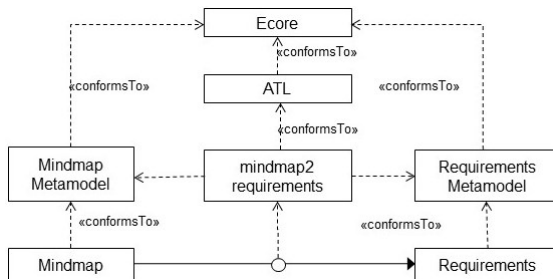 Ecore
«conformsTo»
«conformsTo»
«conformsTo»
ATL
«conformsTo»
Mindmap
Metamodel
mindmap2
requirements
Requirements
Metamodel
«conformsTo»
«conformsTo»
Mindmap
Requirements